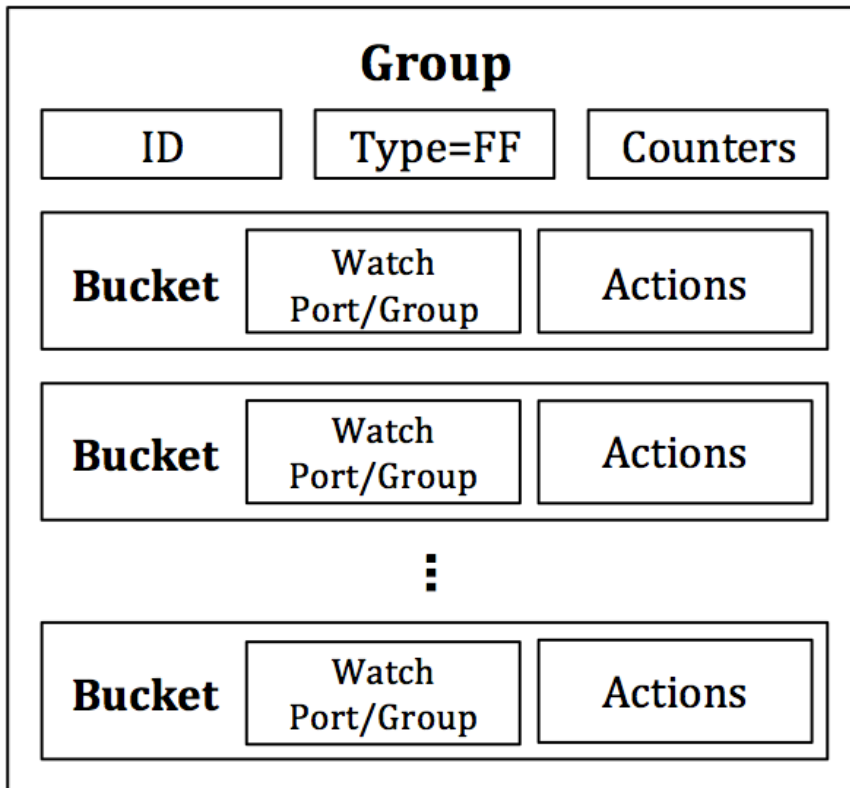 Group
ID Type=FF Counters
Bucket Watch Port/Group Actions
Bucket Watch Port/Group Actions
⋮
Bucket Watch Port/Group Actions